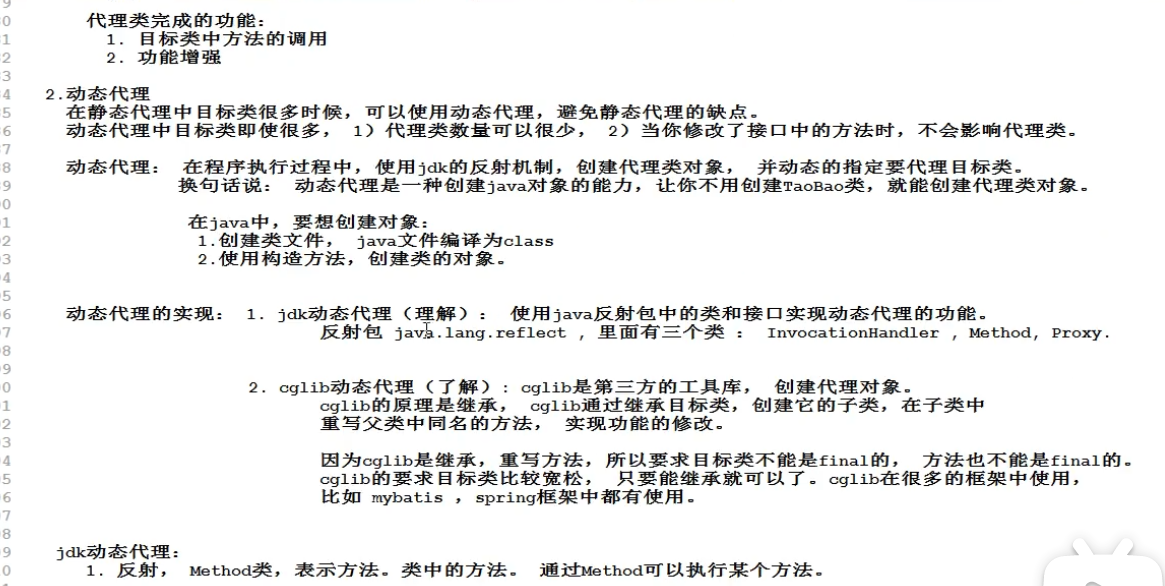 代理类完成的功能：
1. 目标类中方法的调用
2. 功能增强
2.动态代理
在静态代理中目标类很多时候，可以使用动态代理，避免静态代理的缺点。
动态代理中目标类即使很多， 1）代理类数量可以很少， 2）当你修改了接口中的方法时，不会影响代理类。
动态代理： 在程序执行过程中，使用jdk的反射机制，创建代理类对象， 并动态的指定要代理目标类。
换句话说： 动态代理是一种创建java对象的能力，让你不用创建TaoBao类，就能创建代理类对象。
在java中，要想创建对象：
1.创建类文件， java文件编译为class
2.使用构造方法，创建类的对象。
动态代理的实现： 1. jdk动态代理（理解）： 使用java反射包中的类和接口实现动态代理的功能。
反射包 java.lang.reflect , 里面有三个类 ： InvocationHandler , Method, Proxy.
2. cglib动态代理（了解）: cglib是第三方的工具库， 创建代理对象。
cglib的原理是继承， cglib通过继承目标类，创建它的子类，在子类中
重写父类中同名的方法， 实现功能的修改。
因为cglib是继承，重写方法，所以要求目标类不能是final的， 方法也不能是final的。
cglib的要求目标类比较宽松， 只要能继承就可以了。cglib在很多的框架中使用，
比如 mybatis ，spring框架中都有使用。
jdk动态代理：
1. 反射， Method类，表示方法。类中的方法。 通过Method可以执行某个方法。